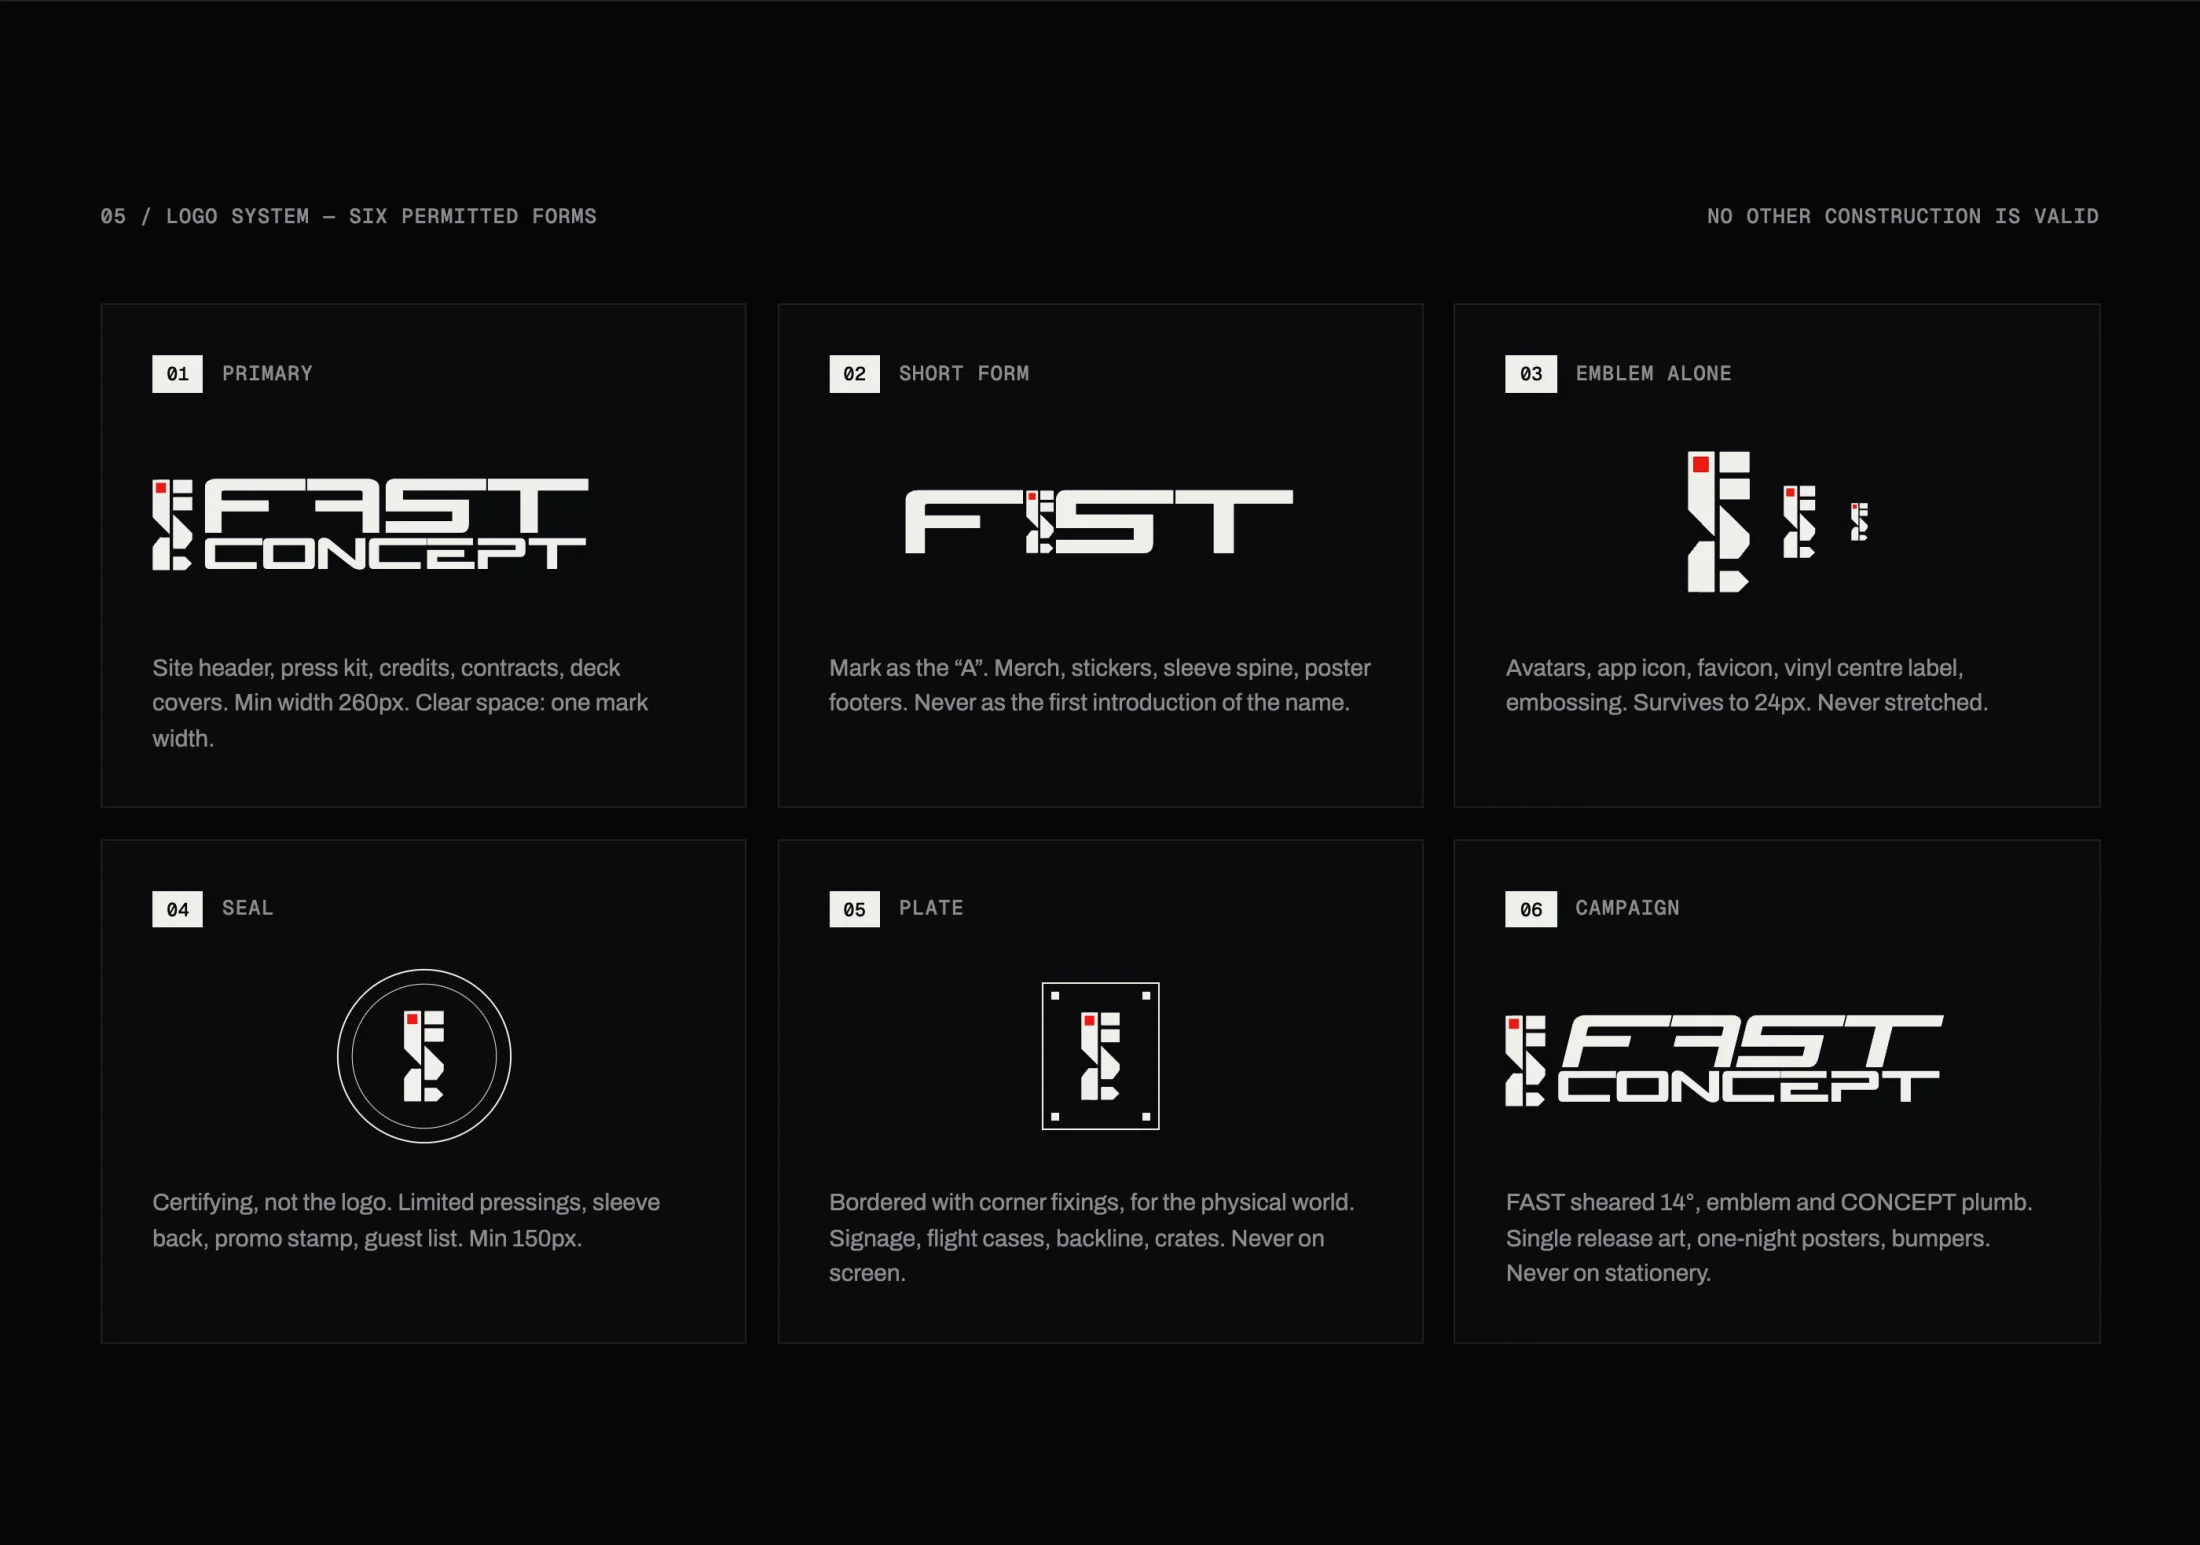 05 / LOGO SYSTEM — SIX PERMITTED FORMS
NO OTHER CONSTRUCTION IS VALID
01 PRIMARY
FAST
CONCEPT
Site header, press kit, credits, contracts, deck
covers. Min width 260px. Clear space: one mark
width.
02 SHORT FORM
F ST
Mark as the “A”. Merch, stickers, sleeve spine, poster
footers. Never as the first introduction of the name.
03 EMBLEM ALONE
Avatars, app icon, favicon, vinyl centre label,
embossing. Survives to 24px. Never stretched.
04 SEAL
Certifying, not the logo. Limited pressings, sleeve
back, promo stamp, guest list. Min 150px.
05 PLATE
Bordered with corner fixings, for the physical world.
Signage, flight cases, backline, crates. Never on
screen.
06 CAMPAIGN
FAST
CONCEPT
FAST sheared 14°, emblem and CONCEPT plumb.
Single release art, one-night posters, bumpers.
Never on stationery.